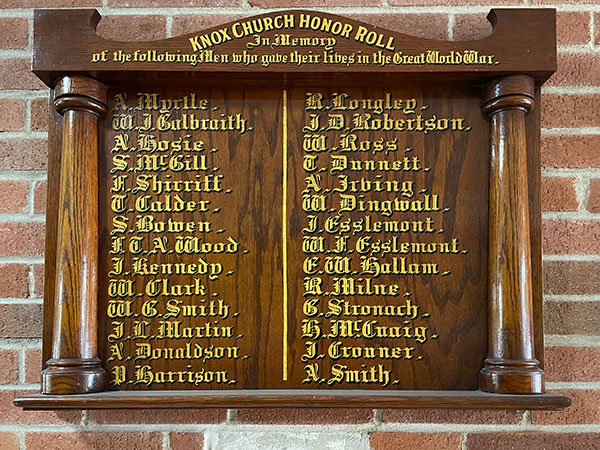 KNOX CHURCH HONOR ROLL
In Memory
of the following Men who gave their lives in the Great World War.
A. Myrtle.
W. J. Galbraith.
A. Hosie.
S. McGill.
F. Shirriff.
T. Calder.
S. Bowen.
F. T. A. Wood.
J. Kennedy.
W. Clark.
W. G. Smith.
J. L. Martin.
A. Donaldson.
P. Harrison.
R. Longley.
J. D. Robertson.
W. Ross.
T. Dunnett.
A. Irving.
W. Dingwall.
J. Esslemont.
W. F. Esslemont.
E. W. Hallam.
R. Milne.
G. Stronach.
H. McCuaig.
J. Cronner.
A. Smith.